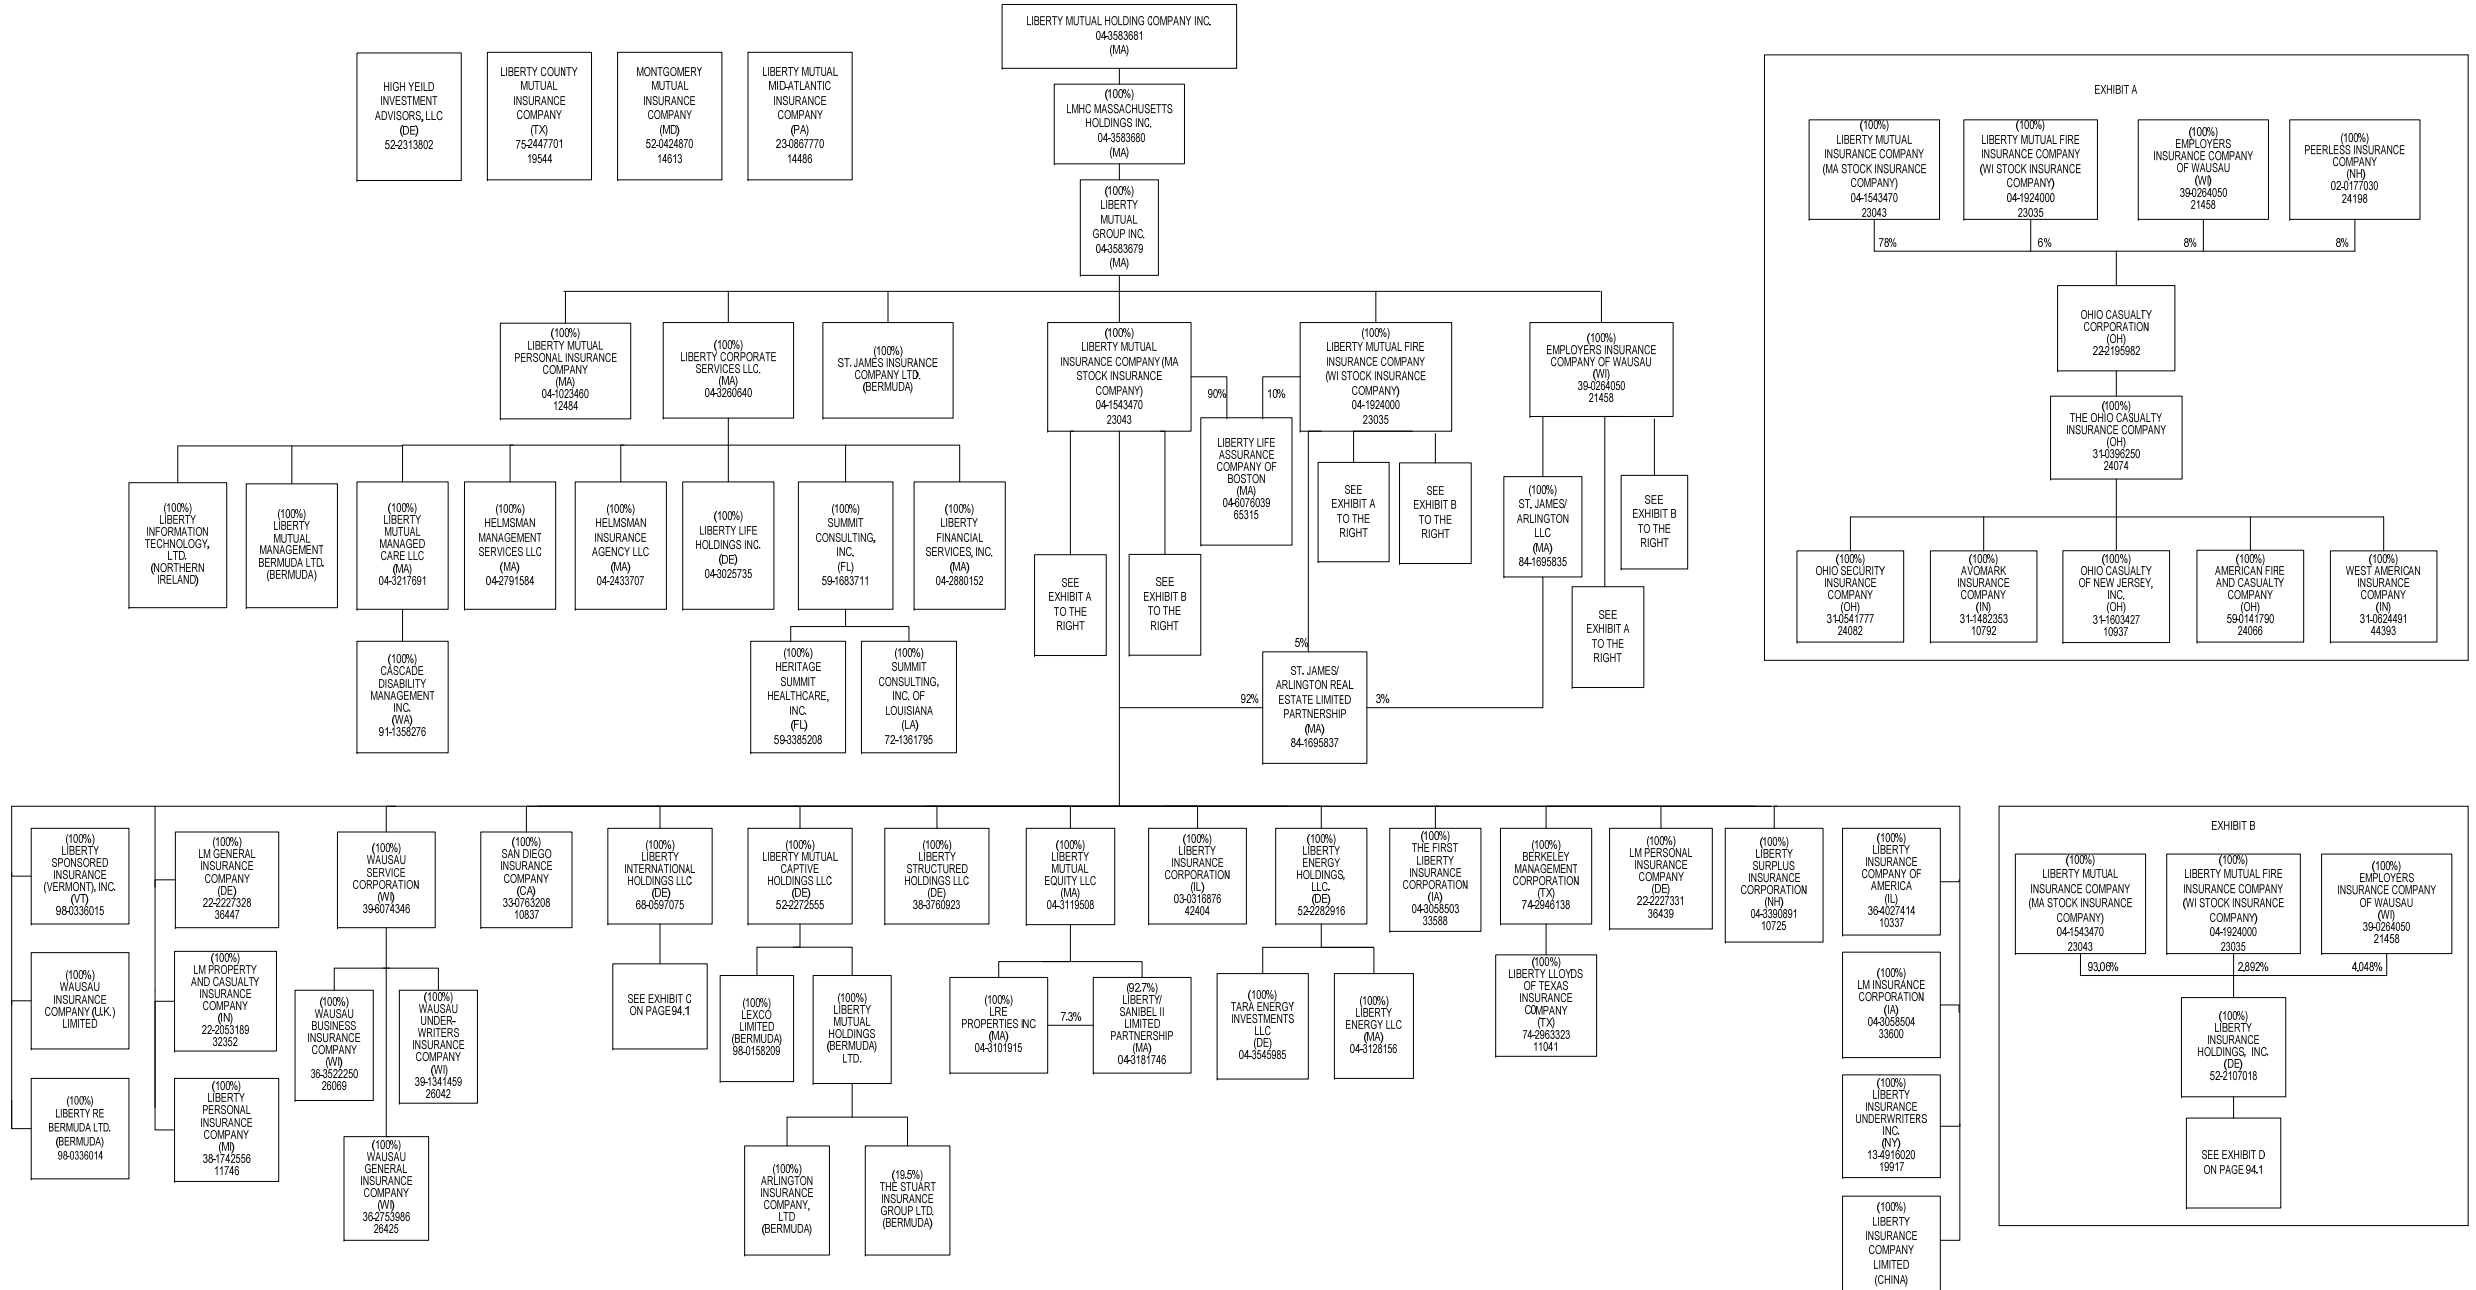 LIBERTY MUTUAL HOLDING COMPANY INC.
04-3583681
(MA)
HIGH YEILD
INVESTMENT
ADVISORS, LLC
(DE)
52-2313802
LIBERTY COUNTY
MUTUAL
INSURANCE
COMPANY
(TX)
75-2447701
19544
MONTGOMERY
MUTUAL
INSURANCE
COMPANY
(MD)
52-0424870
14613
LIBERTY MUTUAL
MID-ATLANTIC
INSURANCE
COMPANY
(PA)
23-0867770
14486
(100%)
LMHC MASSACHUSETTS
HOLDINGS INC.
04-3583680
(MA)
(100%)
LIBERTY
MUTUAL
GROUP INC.
04-3583679
(MA)
(100%)
LIBERTY MUTUAL
PERSONAL INSURANCE
COMPANY
(MA)
04-1023460
12484
(100%)
LIBERTY CORPORATE
SERVICES LLC.
(MA)
04-3260640
(100%)
ST. JAMES INSURANCE
COMPANY LTD.
(BERMUDA)
(100%)
LIBERTY MUTUAL
INSURANCE COMPANY (MA
STOCK INSURANCE
COMPANY)
04-1543470
23043
90%
10%
(100%)
LIBERTY MUTUAL FIRE
INSURANCE COMPANY
(WI STOCK INSURANCE
COMPANY)
04-1924000
23035
(100%)
EMPLOYERS INSURANCE
COMPANY OF WAUSAU
(WI)
39-0264050
21458
LIBERTY LIFE
ASSURANCE
COMPANY OF
BOSTON
(MA)
04-6076039
65315
SEE
EXHIBIT A
TO THE
RIGHT
SEE
EXHIBIT B
TO THE
RIGHT
(100%)
ST. JAMES/
ARLINGTON
LLC
(MA)
84-1695835
SEE
EXHIBIT B
TO THE
RIGHT
(100%)
LIBERTY
INFORMATION
TECHNOLOGY,
LTD.
(NORTHERN
IRELAND)
(100%)
LIBERTY
MUTUAL
MANAGEMENT
BERMUDA LTD.
(BERMUDA)
(100%)
LIBERTY
MUTUAL
MANAGED
CARE LLC
(MA)
04-3217691
(100%)
HELMSMAN
MANAGEMENT
SERVICES LLC
(MA)
04-2791584
(100%)
HELMSMAN
INSURANCE
AGENCY LLC
(MA)
04-2433707
(100%)
LIBERTY LIFE
HOLDINGS INC.
(DE)
04-3025735
(100%)
SUMMIT
CONSULTING,
INC.
(FL)
59-1683711
(100%)
LIBERTY
FINANCIAL
SERVICES, INC.
(MA)
04-2880152
SEE
EXHIBIT A
TO THE
RIGHT
SEE
EXHIBIT B
TO THE
RIGHT
SEE
EXHIBIT A
TO THE
RIGHT
(100%)
CASCADE
DISABILITY
MANAGEMENT
INC.
(WA)
91-1358276
(100%)
HERITAGE
SUMMIT
HEALTHCARE,
INC.
(FL)
59-3385208
(100%)
SUMMIT
CONSULTING,
INC. OF
LOUISIANA
(LA)
72-1361795
5%
92%
ST. JAMES/
ARLINGTON REAL
ESTATE LIMITED
PARTNERSHIP
(MA)
84-1695837
3%
EXHIBIT A
(100%)
LIBERTY MUTUAL
INSURANCE COMPANY
(MA STOCK INSURANCE
COMPANY)
04-1543470
23043
(100%)
LIBERTY MUTUAL FIRE
INSURANCE COMPANY
(WI STOCK INSURANCE
COMPANY)
04-1924000
23035
(100%)
EMPLOYERS
INSURANCE COMPANY
OF WAUSAU
(WI)
39-0264050
21458
(100%)
PEERLESS INSURANCE
COMPANY
(NH)
02-0177030
24198
78%
6%
8%
8%
OHIO CASUALTY
CORPORATION
(OH)
22-2195982
(100%)
THE OHIO CASUALTY
INSURANCE COMPANY
(OH)
31-0396250
24074
(100%)
OHIO SECURITY
INSURANCE
COMPANY
(OH)
31-0541777
24082
(100%)
AVOMARK
INSURANCE
COMPANY
(IN)
31-1482353
10792
(100%)
OHIO CASUALTY
OF NEW JERSEY,
INC.
(OH)
31-1603427
10937
(100%)
AMERICAN FIRE
AND CASUALTY
COMPANY
(OH)
59-0141790
24066
(100%)
WEST AMERICAN
INSURANCE
COMPANY
(IN)
31-0624491
44393
(100%)
LIBERTY
SPONSORED
INSURANCE
(VERMONT), INC.
(VT)
98-0336015
(100%)
WAUSAU
INSURANCE
COMPANY (U.K.)
LIMITED
(100%)
LIBERTY RE
BERMUDA LTD.
(BERMUDA)
98-0336014
(100%)
LM GENERAL
INSURANCE
COMPANY
(DE)
22-2227328
36447
(100%)
LM PROPERTY
AND CASUALTY
INSURANCE
COMPANY
(IN)
22-2053189
32352
(100%)
LIBERTY
PERSONAL
INSURANCE
COMPANY
(MI)
38-1742556
11746
(100%)
WAUSAU
SERVICE
CORPORATION
(WI)
39-6074346
(100%)
WAUSAU
BUSINESS
INSURANCE
COMPANY
(WI)
36-3522250
26069
(100%)
WAUSAU
UNDER-
WRITERS
INSURANCE
COMPANY
(WI)
39-1341459
26042
(100%)
WAUSAU
GENERAL
INSURANCE
COMPANY
(WI)
36-2753986
26425
(100%)
SAN DIEGO
INSURANCE
COMPANY
(CA)
33-0763208
10837
(100%)
LIBERTY
INTERNATIONAL
HOLDINGS LLC
(DE)
68-0597075
SEE EXHIBIT C
ON PAGE 94.1
(100%)
LIBERTY MUTUAL
CAPTIVE
HOLDINGS LLC
(DE)
52-2272555
(100%)
LEXCO
LIMITED
(BERMUDA)
98-0158209
(100%)
LIBERTY
MUTUAL
HOLDINGS
(BERMUDA)
LTD.
(100%)
ARLINGTON
INSURANCE
COMPANY,
LTD
(BERMUDA)
(19.5%)
THE STUART
INSURANCE
GROUP LTD.
(BERMUDA)
(100%)
LIBERTY
STRUCTURED
HOLDINGS LLC
(DE)
38-3760923
(100%)
LIBERTY
MUTUAL
EQUITY LLC
(MA)
04-3119508
(100%)
LRE
PROPERTIES INC
(MA)
04-3101915
7.3%
(92.7%)
LIBERTY/
SANIBEL II
LIMITED
PARTNERSHIP
(MA)
04-3181746
(100%)
LIBERTY
INSURANCE
CORPORATION
(IL)
03-0316876
42404
(100%)
LIBERTY
ENERGY
HOLDINGS,
LLC.
(DE)
52-2282916
(100%)
TARA ENERGY
INVESTMENTS
LLC
(DE)
04-3545985
(100%)
LIBERTY
ENERGY LLC
(MA)
04-3128156
(100%)
THE FIRST
LIBERTY
INSURANCE
CORPORATION
(IA)
04-3058503
33588
(100%)
BERKELEY
MANAGEMENT
CORPORATION
(TX)
74-2946138
(100%)
LIBERTY LLOYDS
OF TEXAS
INSURANCE
COMPANY
(TX)
74-2963323
11041
(100%)
LM PERSONAL
INSURANCE
COMPANY
(DE)
22-2227331
36439
(100%)
LIBERTY
SURPLUS
INSURANCE
CORPORATION
(NH)
04-3390891
10725
(100%)
LIBERTY
INSURANCE
COMPANY OF
AMERICA
(IL)
36-4027414
10337
(100%)
LM INSURANCE
CORPORATION
(IA)
04-3058504
33600
(100%)
LIBERTY
INSURANCE
UNDERWRITERS
INC.
(NY)
13-4916020
19917
(100%)
LIBERTY
INSURANCE
COMPANY
LIMITED
(CHINA)
EXHIBIT B
(100%)
LIBERTY MUTUAL
INSURANCE COMPANY
(MA STOCK INSURANCE
COMPANY)
04-1543470
23043
(100%)
LIBERTY MUTUAL FIRE
INSURANCE COMPANY
(WI STOCK INSURANCE
COMPANY)
04-1924000
23035
(100%)
EMPLOYERS
INSURANCE COMPANY
OF WAUSAU
(WI)
39-0264050
21458
93.06%
2.892%
4.048%
(100%)
LIBERTY
INSURANCE
HOLDINGS, INC.
(DE)
52-2107018
SEE EXHIBIT D
ON PAGE 94.1